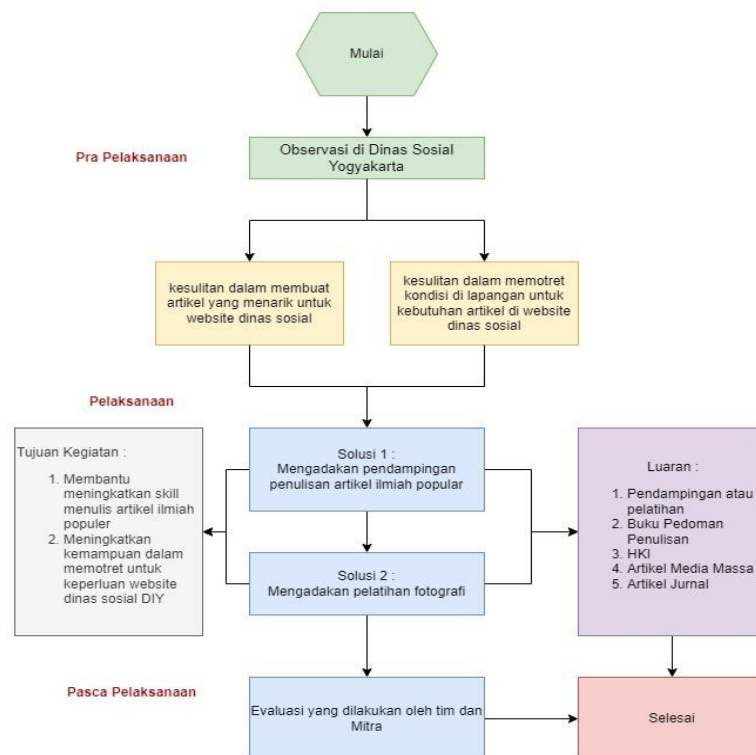 Mulai
Pra Pelaksanaan
Observasi di Dinas Sosial
Yogyakarta
kesulitan dalam membuat
artikel yang menarik untuk
website dinas sosial
kesulitan dalam memotret
kondisi di lapangan untuk
kebutuhan artikel di website
dinas sosial
Pelaksanaan
Tujuan Kegiatan :
1. Membantu
meningkatkan skill
menulis artikel ilmiah
populer
2. Meningkatkan
kemampuan dalam
memotret untuk
keperluan website
dinas sosial DIY
Solusi 1 :
Mengadakan pendampingan
penulisan artikel ilmiah popular
Solusi 2 :
Mengadakan pelatihan fotografi
Luaran :
1. Pendampingan atau
pelatihan
2. Buku Pedoman
Penulisan
3. HKI
4. Artikel Media Massa
5. Artikel Jurnal
Pasca Pelaksanaan
Evaluasi yang dilakukan oleh tim dan
Mitra
Selesai